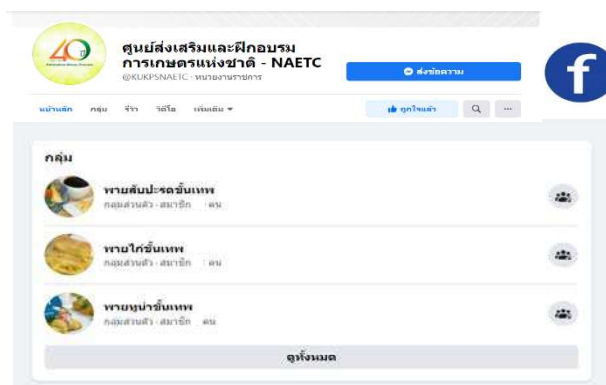 40
ศูนย์ส่งเสริมและฝึกอบรม
การเกษตรแห่งชาติ - NAETC
@KUKPSNAETC · หน่วยงานราชการ
ส่งข้อความ
f
หน้าหลัก กลุ่ม รีวิว วิดีโอ เพิ่มเติม
ถูกใจแล้ว
กลุ่ม
พายสับปะรดขั้นเทพ
กลุ่มส่วนตัว · สมาชิก คน
พายไก่ขั้นเทพ
กลุ่มส่วนตัว · สมาชิก คน
พายทูน่าขั้นเทพ
กลุ่มส่วนตัว · สมาชิก คน
ดูทั้งหมด